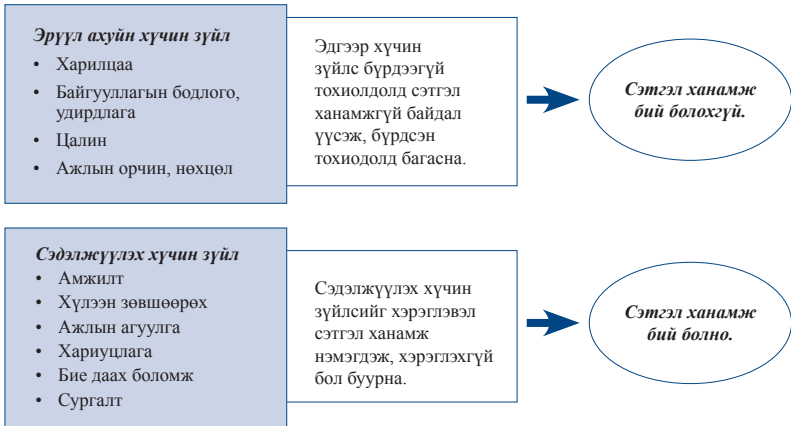 Эрүүл ахуйн хүчин зүйл
• Харилцаа
• Байгууллагын бодлого,
удирдлага
• Цалин
• Ажлын орчин, нөхцөл
Эдгээр хүчин
зүйлс бүрдээгүй
тохиолдолд сэтгэл
ханамжгүй байдал
үүсэж, бүрдсэн
тохиодолд багасна.
Сэтгэл ханамж
бий болохгүй.
Сэдэлжүүлэх хүчин зүйл
• Амжилт
• Хүлээн зөвшөөрөх
• Ажлын агуулга
• Хариуцлага
• Бие даах боломж
• Сургалт
Сэдэлжүүлэх хүчин
зүйлсийг хэрэглэвэл
сэтгэл ханамж
нэмэгдэж, хэрэглэхгүй
бол буурна.
Сэтгэл ханамж
бий болно.